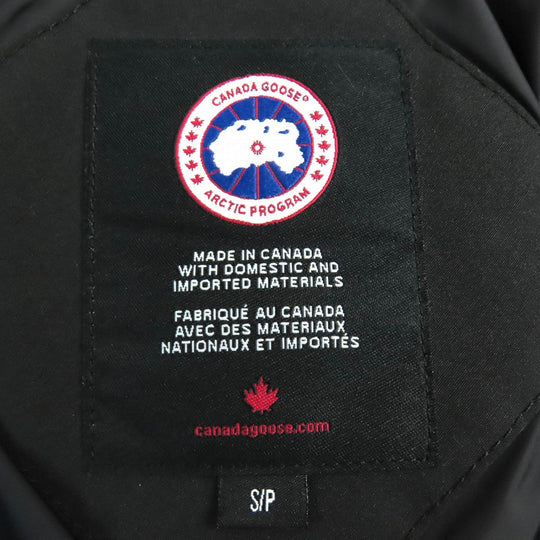 CANADA GOOSE®
ARCTIC PROGRAM
MADE IN CANADA
WITH DOMESTIC AND
IMPORTED MATERIALS
FABRIQUÉ AU CANADA
AVEC DES MATERIAUX
NATIONAUX ET IMPORTÉS
canadagoose.com
S/P